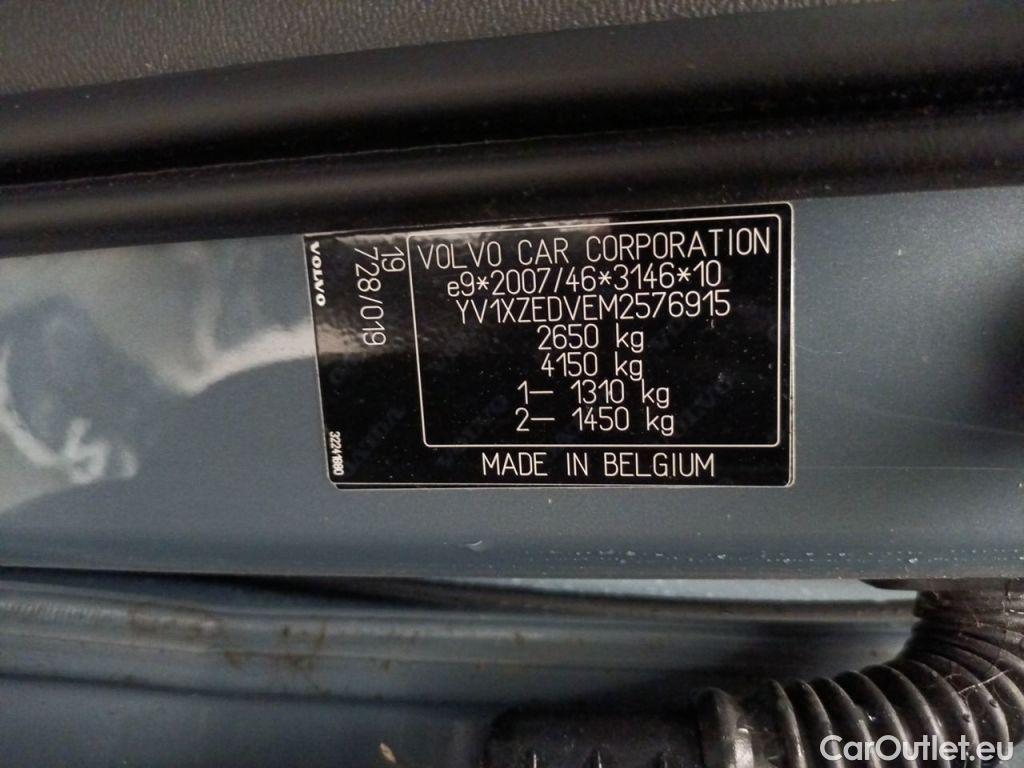 VOLVO
19
728/019
32241880
VOLVO CAR CORPORATION
e9*2007/46*3146*10
YV1XZEDVEM2576915
2650 kg
4150 kg
1— 1310 kg
2— 1450 kg
MADE IN BELGIUM
CarOutlet.eu